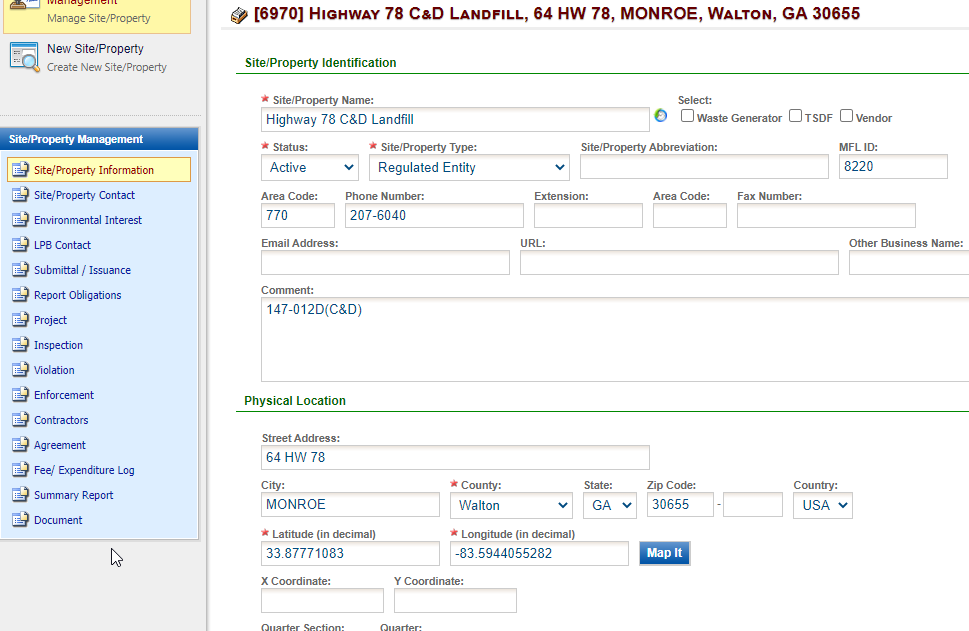 Management
Manage Site/Property
New Site/Property
Create New Site/Property
Site/Property Management
Site/Property Information
Site/Property Contact
Environmental Interest
LPB Contact
Submittal / Issuance
Report Obligations
Project
Inspection
Violation
Enforcement
Contractors
Agreement
Fee/ Expenditure Log
Summary Report
Document
[6970] Highway 78 C&D Landfill, 64 HW 78, MONROE, Walton, GA 30655
Site/Property Identification
* Site/Property Name: Select:
Highway 78 C&D Landfill Waste Generator TSDF Vendor
* Status: * Site/Property Type: Site/Property Abbreviation: MFL ID:
Active Regulated Entity 8220
Area Code: Phone Number: Extension: Area Code: Fax Number:
770 207-6040
Email Address: URL: Other Business Name:
Comment:
147-012D(C&D)
Physical Location
Street Address:
64 HW 78
City: * County: State: Zip Code: Country:
MONROE Walton GA 30655 - USA
* Latitude (in decimal) * Longitude (in decimal)
33.87771083 -83.5944055282 Map It
X Coordinate: Y Coordinate:
Quarter Section: Quarter: